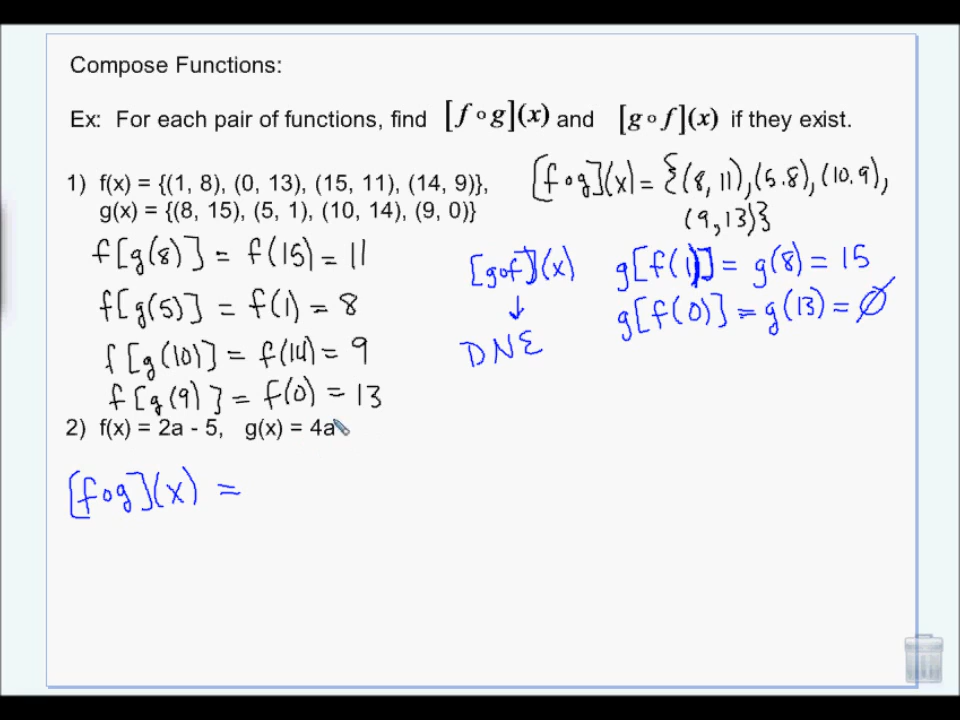 Compose Functions:
Ex: For each pair of functions, find [f ∘ g](x) and [g ∘ f](x) if they exist.
1) f(x) = {(1, 8), (0, 13), (15, 11), (14, 9)},
g(x) = {(8, 15), (5, 1), (10, 14), (9, 0)}
[f∘g](x) = {(8, 11), (5.8), (10, 9),
(9, 13)}
f[g(8)] = f(15) = 11
f[g(5)] = f(1) = 8
f[g(10)] = f(14) = 9
f[g(9)] = f(0) = 13
[g∘f](x)
↓
DNE
g[f(1)] = g(8) = 15
g[f(0)] = g(13) = ∅
2) f(x) = 2a - 5, g(x) = 4a
[f∘g](x) =